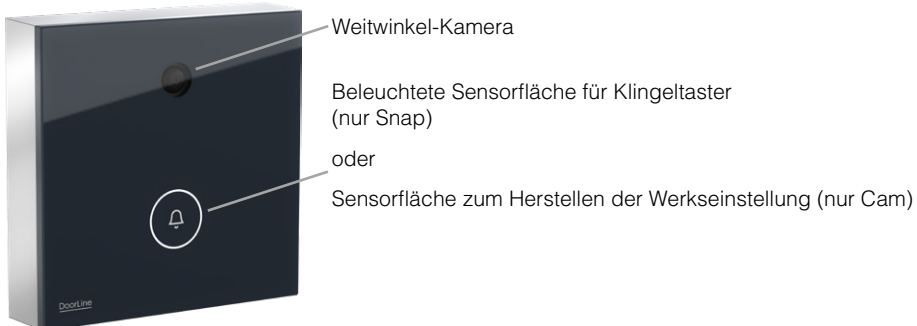 Weitwinkel-Kamera
Beleuchtete Sensorfläche für Klingeltaster
(nur Snap)
oder
Sensorfläche zum Herstellen der Werkseinstellung (nur Cam)
DoorLine